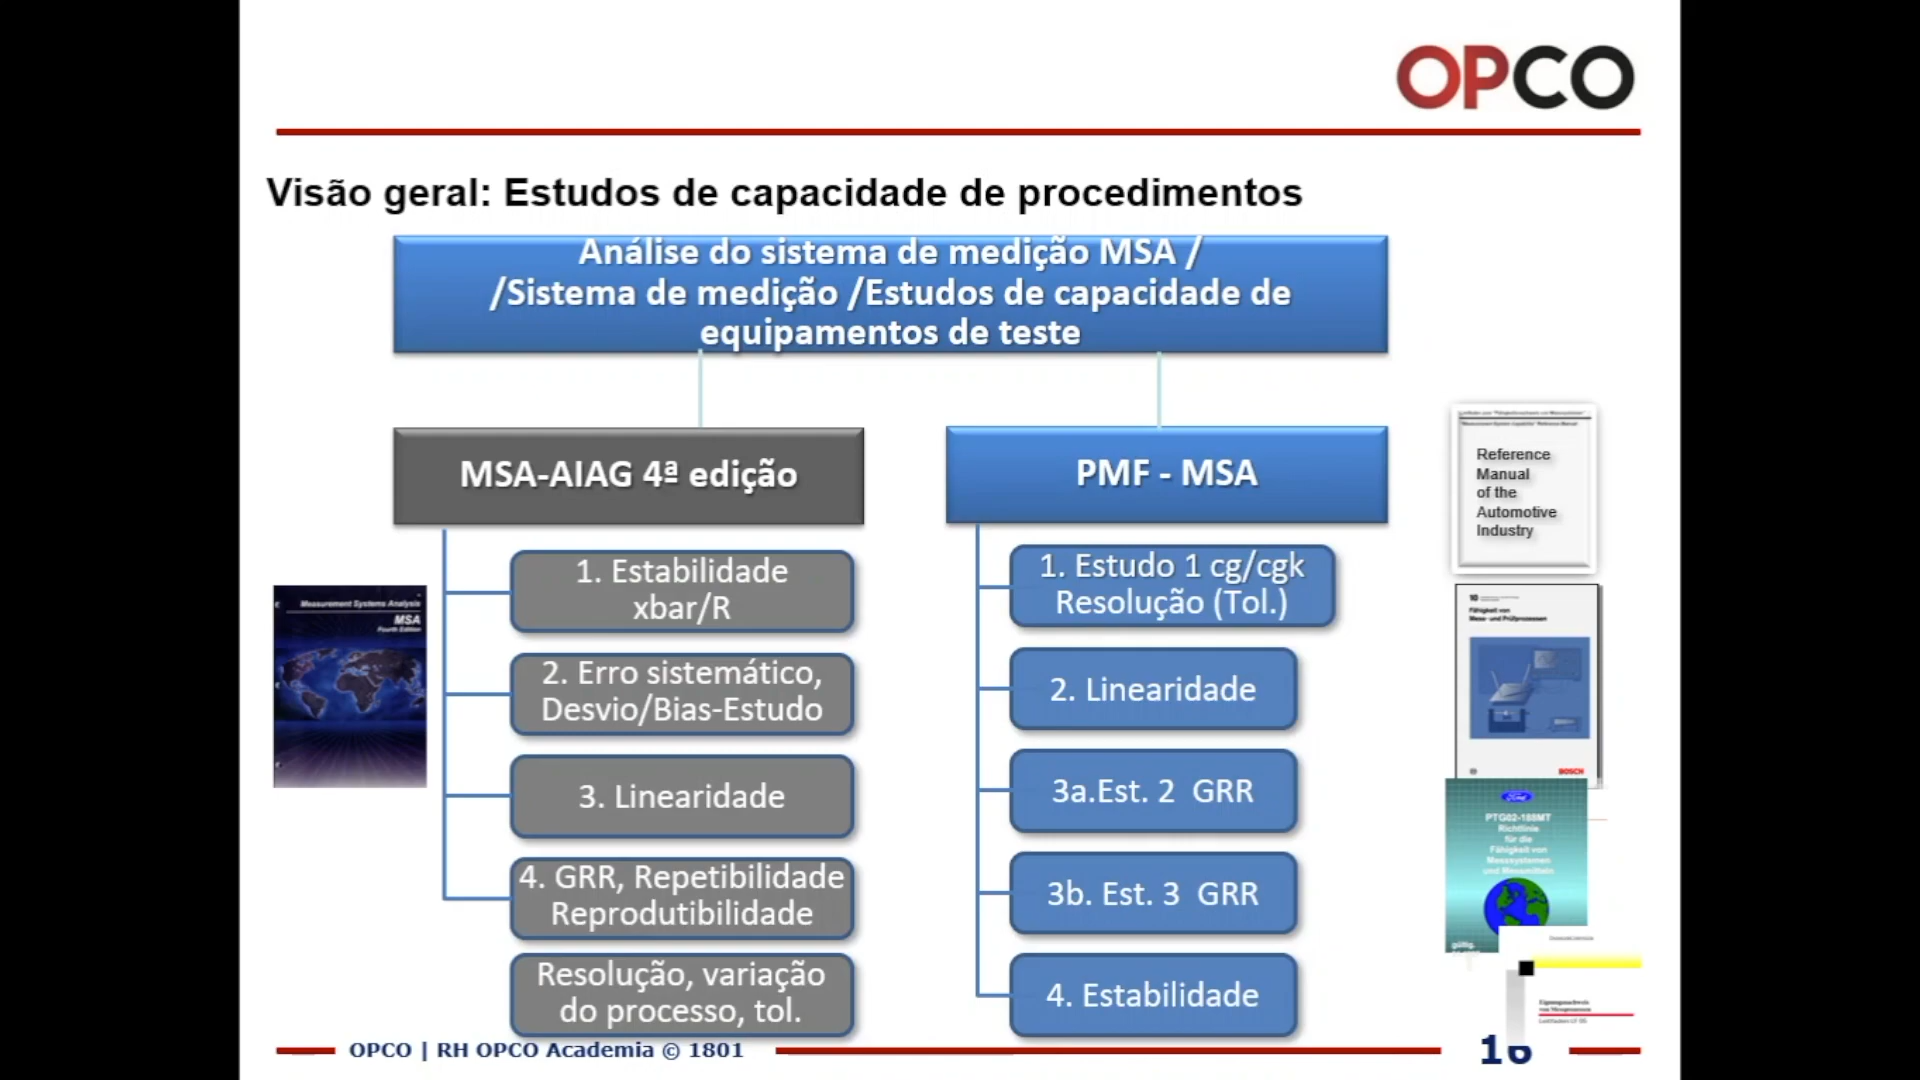 OPCO
Visão geral: Estudos de capacidade de procedimentos
Análise do sistema de medição MSA /
/Sistema de medição /Estudos de capacidade de
equipamentos de teste
MSA-AIAG 4ª edição
1. Estabilidade
xbar/R
2. Erro sistemático,
Desvio/Bias-Estudo
3. Linearidade
4. GRR, Repetibilidade
Reprodutibilidade
Resolução, variação
do processo, tol.
PMF - MSA
1. Estudo 1 cg/cgk
Resolução (Tol.)
2. Linearidade
3a.Est. 2 GRR
3b. Est. 3 GRR
4. Estabilidade
Measurement Systems Analysis
MSA
Fourth Edition
Reference
Manual
of the
Automotive
Industry
10
Fähigkeit von
Mess- und Prüfprozessen
BOSCH
Ford
PTG02-188MT
Richtlinie
für die
Fähigkeit von
Messsystemen
und Messmitteln
gültig.
OPCO | RH OPCO Academia © 1801
16